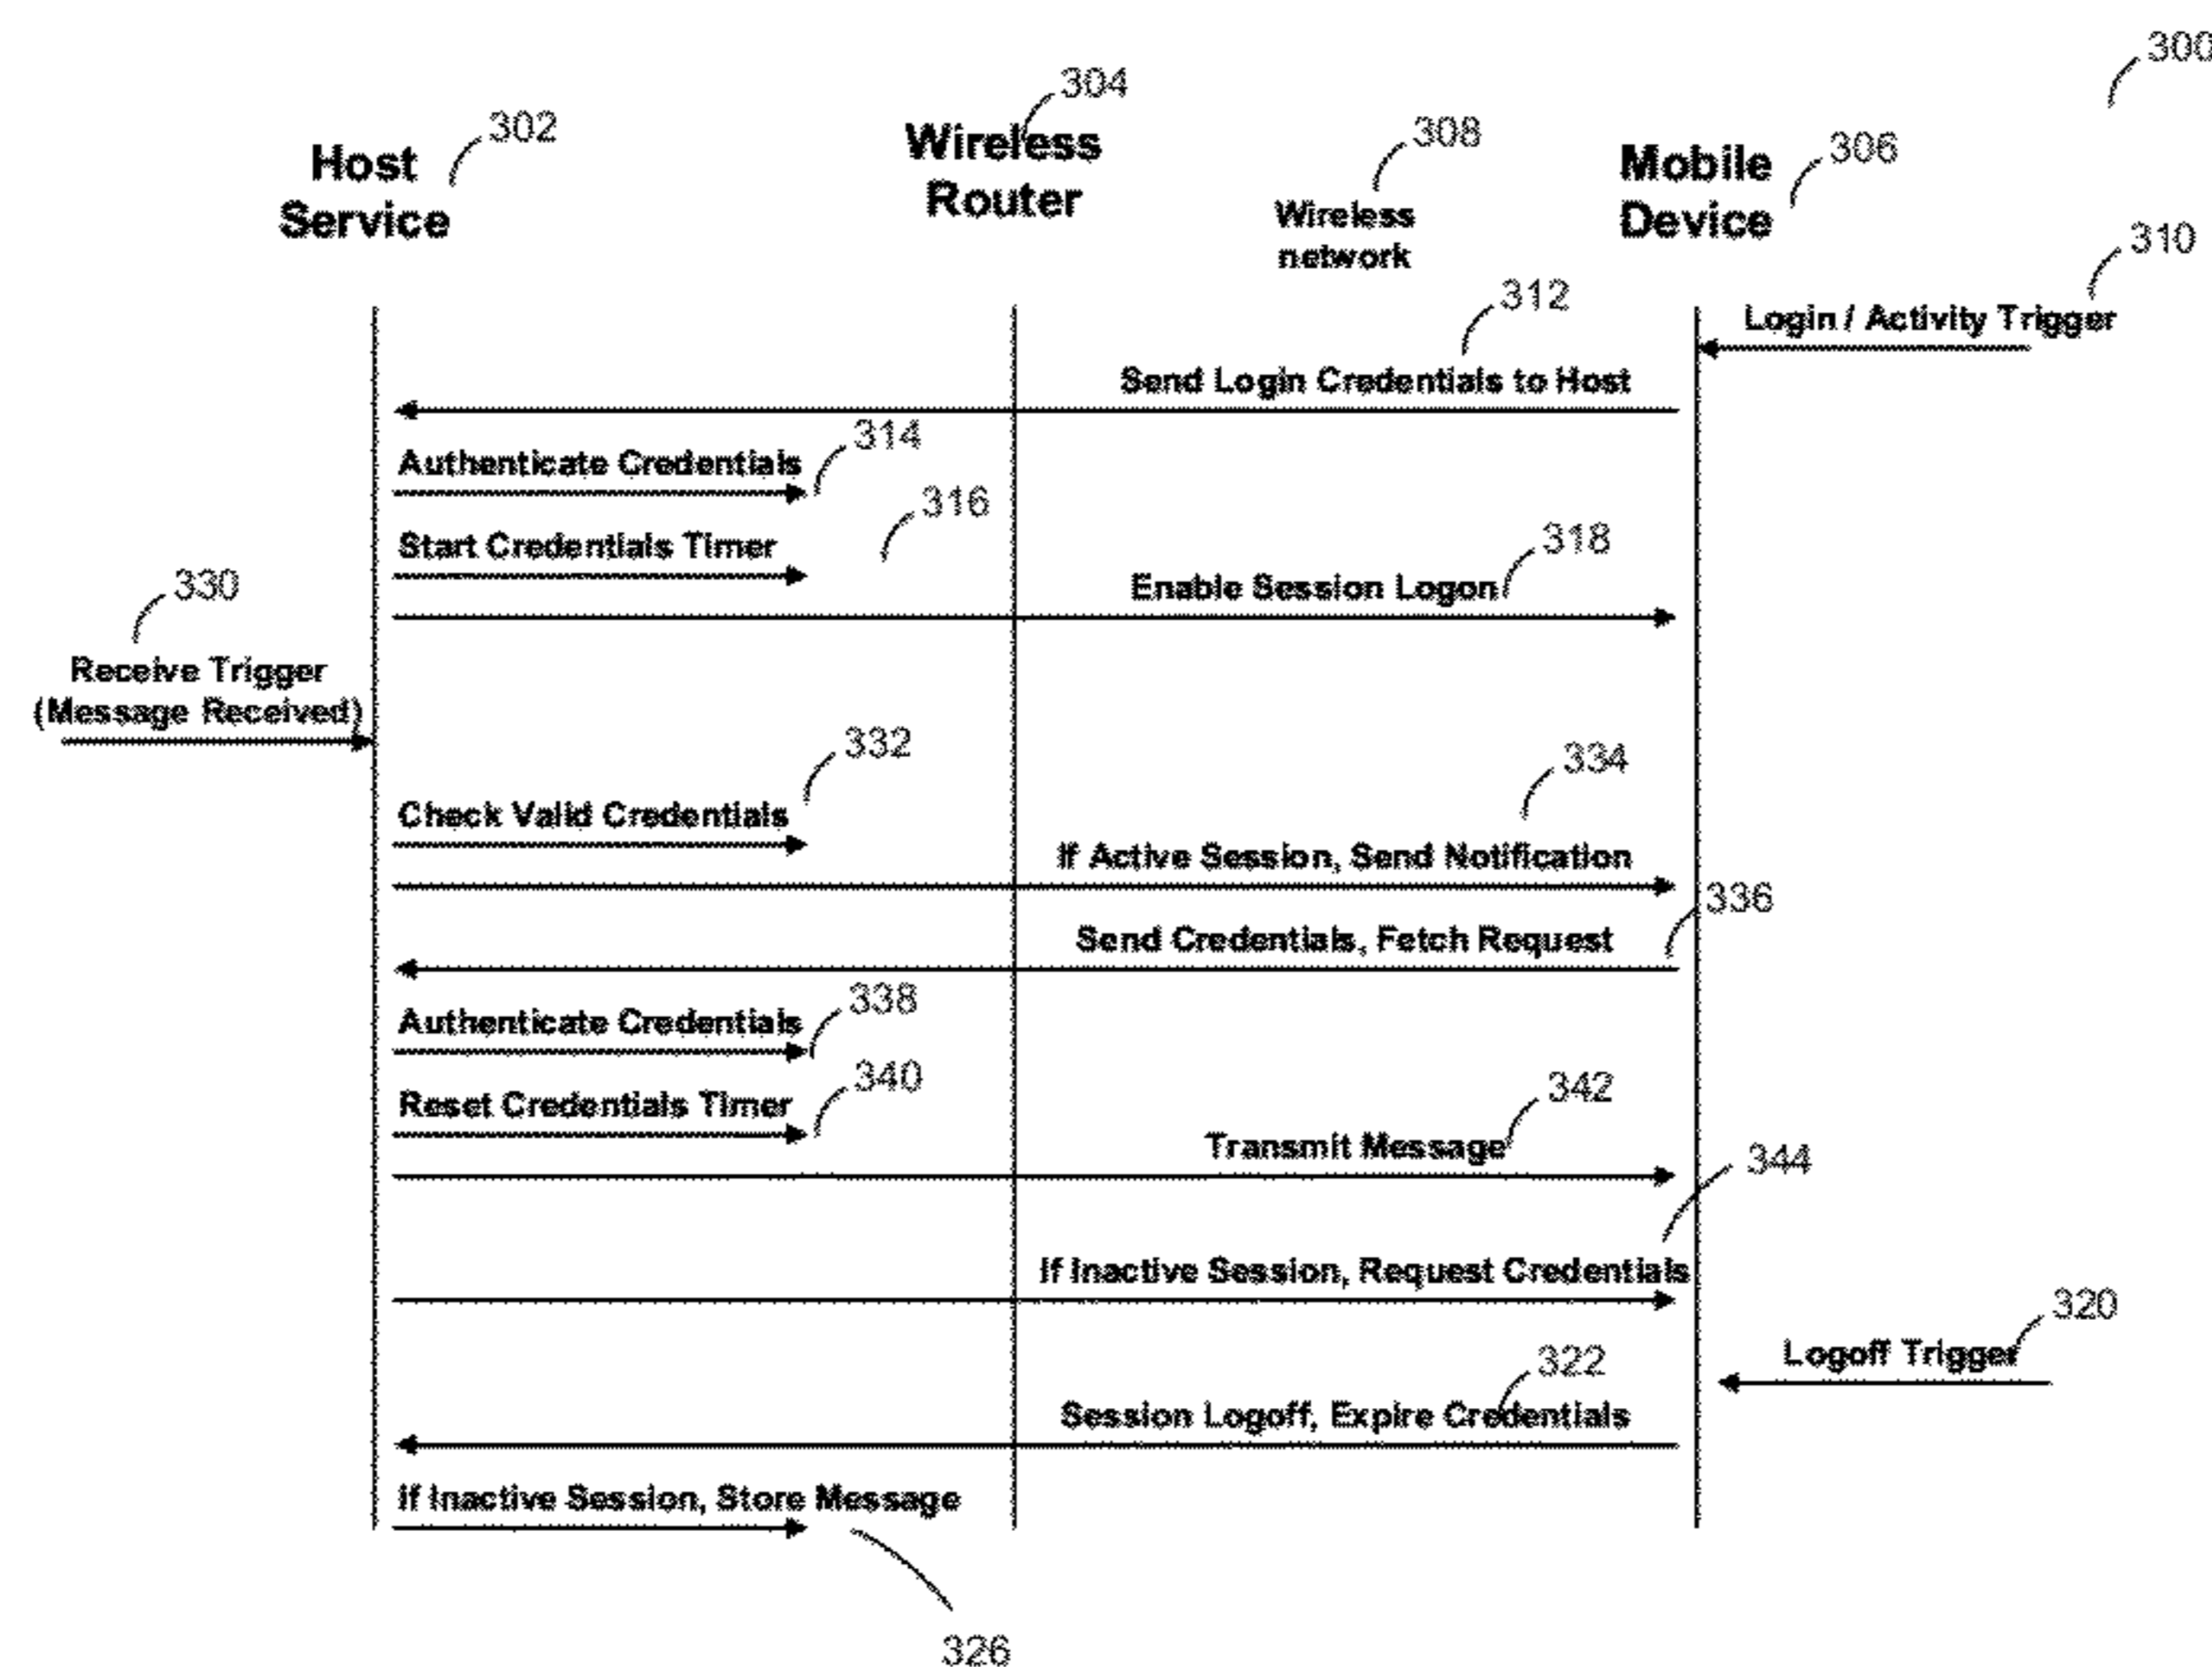 300
304
302
308
306
Host
Service
Wireless
Router
Wireless
network
Mobile
Device
310
312
Login / Activity Trigger
Send Login Credentials to Host
314
Authenticate Credentials
316
318
Start Credentials Timer
330
Enable Session Logon
Receive Trigger
(Message Received)
332
334
Check Valid Credentials
If Active Session, Send Notification
336
Send Credentials, Fetch Request
338
Authenticate Credentials
340
342
Reset Credentials Timer
Transmit Message
344
If Inactive Session, Request Credentials
320
Logoff Trigger
322
Session Logoff, Expire Credentials
If Inactive Session, Store Message
326